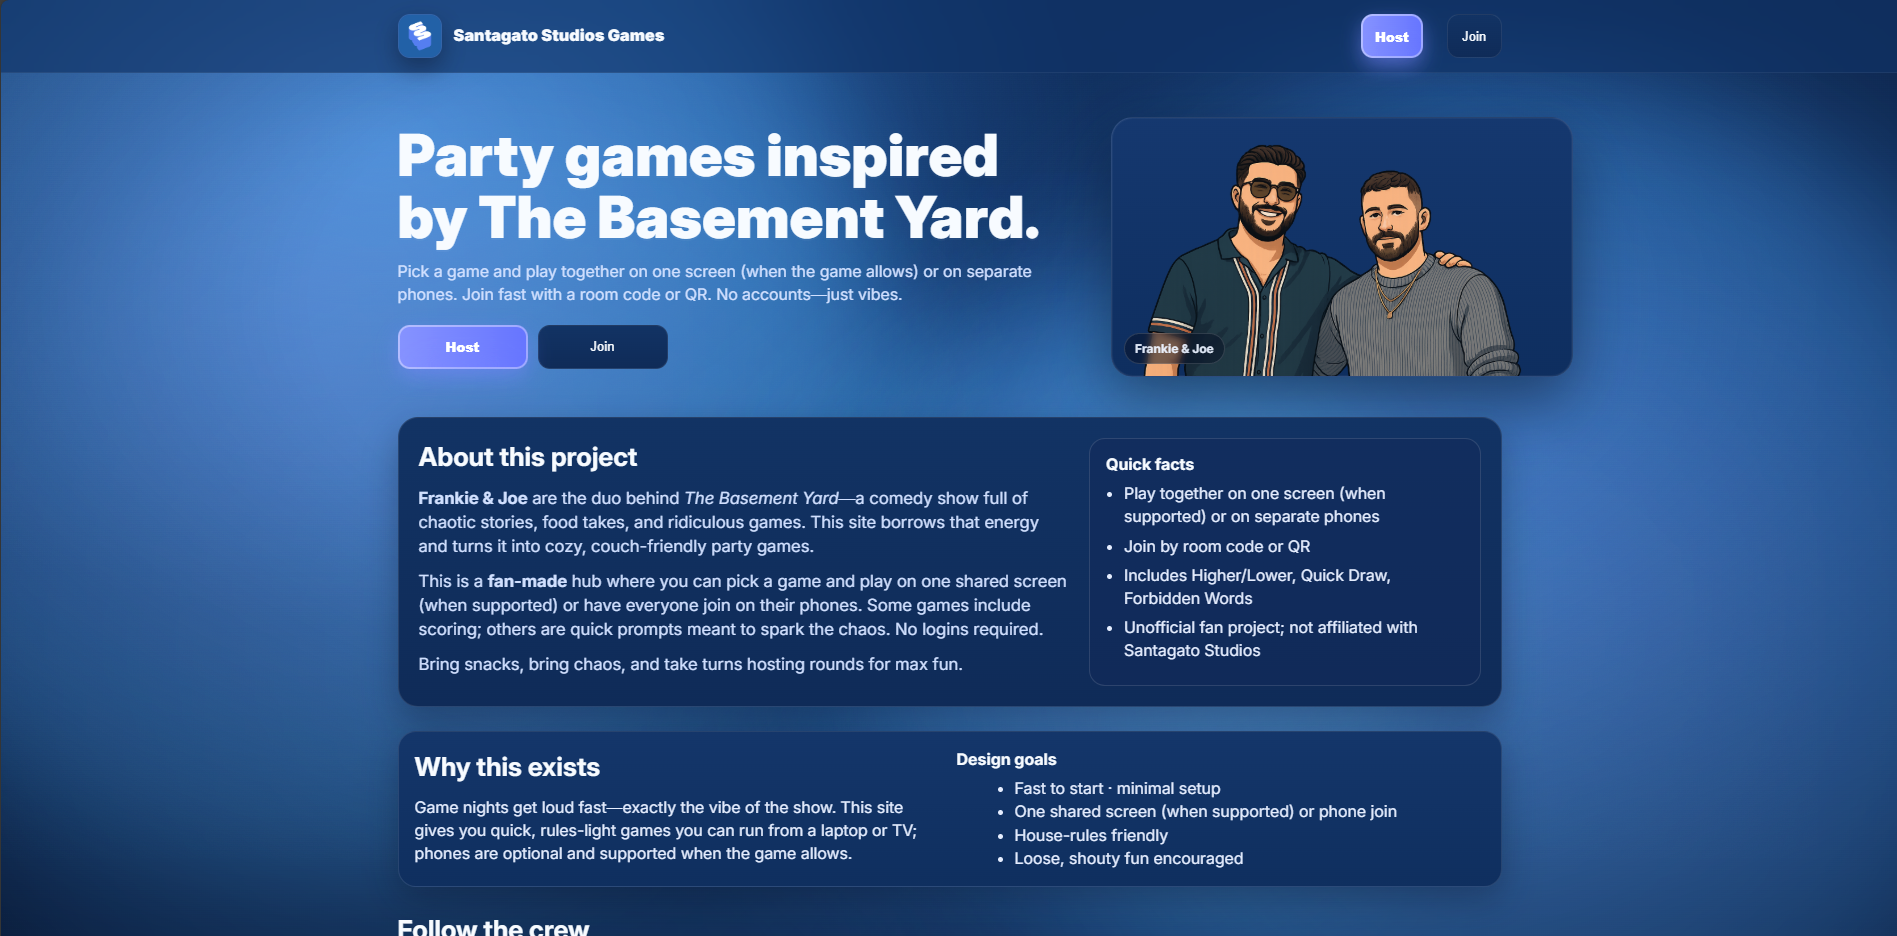 Santagato Studios Games
Host
Join
Party games inspired
by The Basement Yard.
Pick a game and play together on one screen (when the game allows) or on separate
phones. Join fast with a room code or QR. No accounts—just vibes.
Host
Join
Frankie & Joe
About this project
Frankie & Joe are the duo behind The Basement Yard—a comedy show full of
chaotic stories, food takes, and ridiculous games. This site borrows that energy
and turns it into cozy, couch-friendly party games.
This is a fan-made hub where you can pick a game and play on one shared screen
(when supported) or have everyone join on their phones. Some games include
scoring; others are quick prompts meant to spark the chaos. No logins required.
Bring snacks, bring chaos, and take turns hosting rounds for max fun.
Quick facts
• Play together on one screen (when
supported) or on separate phones
• Join by room code or QR
• Includes Higher/Lower, Quick Draw,
Forbidden Words
• Unofficial fan project; not affiliated with
Santagato Studios
Why this exists
Game nights get loud fast—exactly the vibe of the show. This site
gives you quick, rules-light games you can run from a laptop or TV;
phones are optional and supported when the game allows.
Design goals
• Fast to start · minimal setup
• One shared screen (when supported) or phone join
• House-rules friendly
• Loose, shouty fun encouraged
Follow the crew